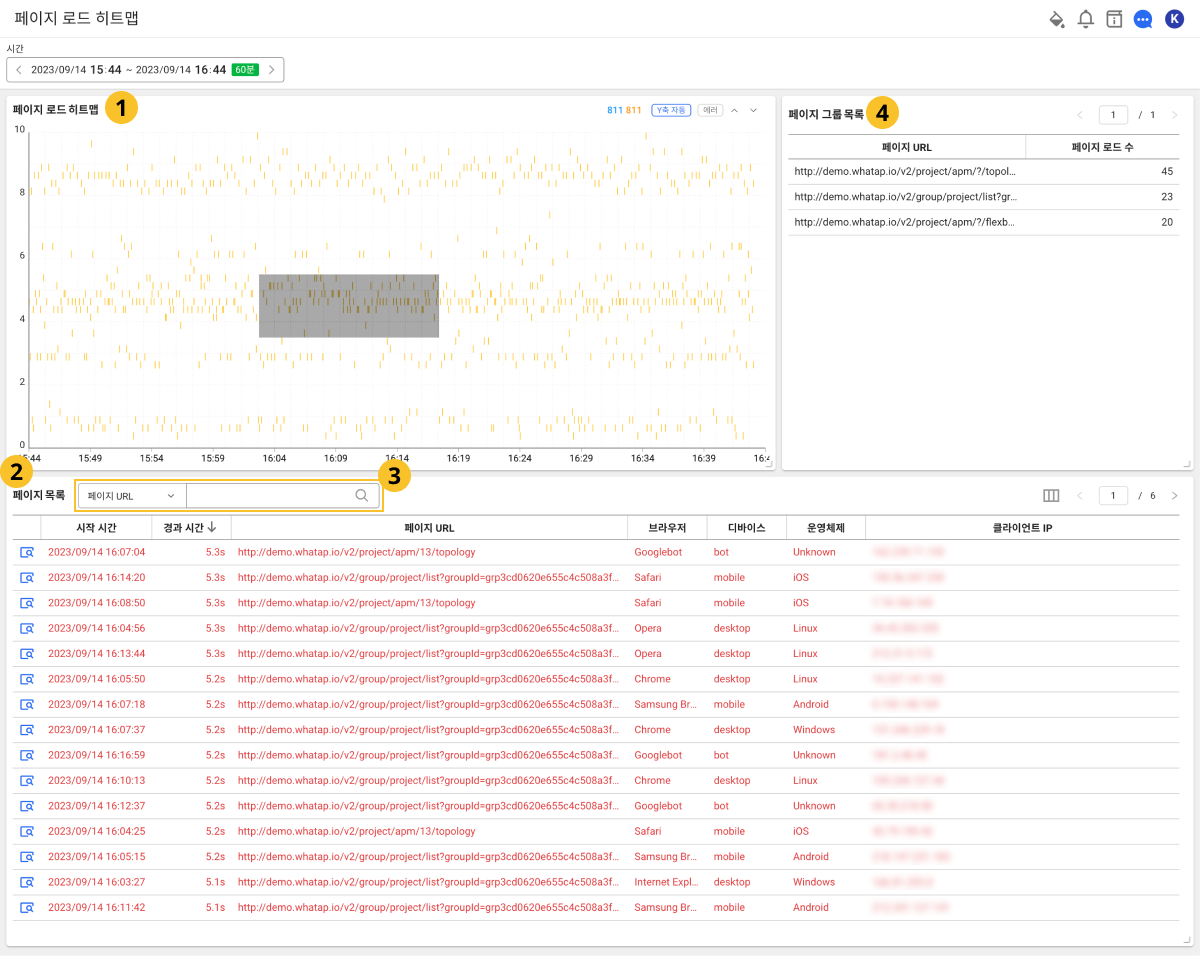 페이지 로드 히트맵
K
시간
2023/09/14 15:44 ~ 2023/09/14 16:44 60분
페이지 로드 히트맵 1
811 811 Y축 자동 에러
10
8
6
4
2
0
15:44 15:49 15:54 15:59 16:04 16:09 16:14 16:19 16:24 16:29 16:34 16:39 16:4
페이지 그룹 목록 4
1 / 1
페이지 URL 페이지 로드 수
http://demo.whatap.io/v2/project/apm/?/topol... 45
http://demo.whatap.io/v2/group/project/list?gr... 23
http://demo.whatap.io/v2/project/apm/?/flexb... 20
2
3
페이지 목록 페이지 URL
1 / 6
시작 시간 경과 시간 페이지 URL 브라우저 디바이스 운영체제 클라이언트 IP
2023/09/14 16:07:04 5.3s http://demo.whatap.io/v2/project/apm/13/topology Googlebot bot Unknown
2023/09/14 16:14:20 5.3s http://demo.whatap.io/v2/group/project/list?groupId=grp3cd0620e655c4c508a3f... Safari mobile iOS
2023/09/14 16:08:50 5.3s http://demo.whatap.io/v2/project/apm/13/topology Safari mobile iOS
2023/09/14 16:04:56 5.3s http://demo.whatap.io/v2/group/project/list?groupId=grp3cd0620e655c4c508a3f... Opera desktop Linux
2023/09/14 16:13:44 5.3s http://demo.whatap.io/v2/group/project/list?groupId=grp3cd0620e655c4c508a3f... Opera desktop Linux
2023/09/14 16:05:50 5.2s http://demo.whatap.io/v2/group/project/list?groupId=grp3cd0620e655c4c508a3f... Chrome desktop Linux
2023/09/14 16:07:18 5.2s http://demo.whatap.io/v2/group/project/list?groupId=grp3cd0620e655c4c508a3f... Samsung Br... mobile Android
2023/09/14 16:07:37 5.2s http://demo.whatap.io/v2/group/project/list?groupId=grp3cd0620e655c4c508a3f... Chrome desktop Windows
2023/09/14 16:16:59 5.2s http://demo.whatap.io/v2/group/project/list?groupId=grp3cd0620e655c4c508a3f... Googlebot bot Unknown
2023/09/14 16:10:13 5.2s http://demo.whatap.io/v2/group/project/list?groupId=grp3cd0620e655c4c508a3f... Chrome desktop Linux
2023/09/14 16:12:37 5.2s http://demo.whatap.io/v2/group/project/list?groupId=grp3cd0620e655c4c508a3f... Googlebot bot Unknown
2023/09/14 16:04:25 5.2s http://demo.whatap.io/v2/project/apm/13/topology Safari mobile iOS
2023/09/14 16:05:15 5.2s http://demo.whatap.io/v2/group/project/list?groupId=grp3cd0620e655c4c508a3f... Samsung Br... mobile Android
2023/09/14 16:03:27 5.1s http://demo.whatap.io/v2/group/project/list?groupId=grp3cd0620e655c4c508a3f... Internet Expl... desktop Windows
2023/09/14 16:11:42 5.1s http://demo.whatap.io/v2/group/project/list?groupId=grp3cd0620e655c4c508a3f... Samsung Br... mobile Android